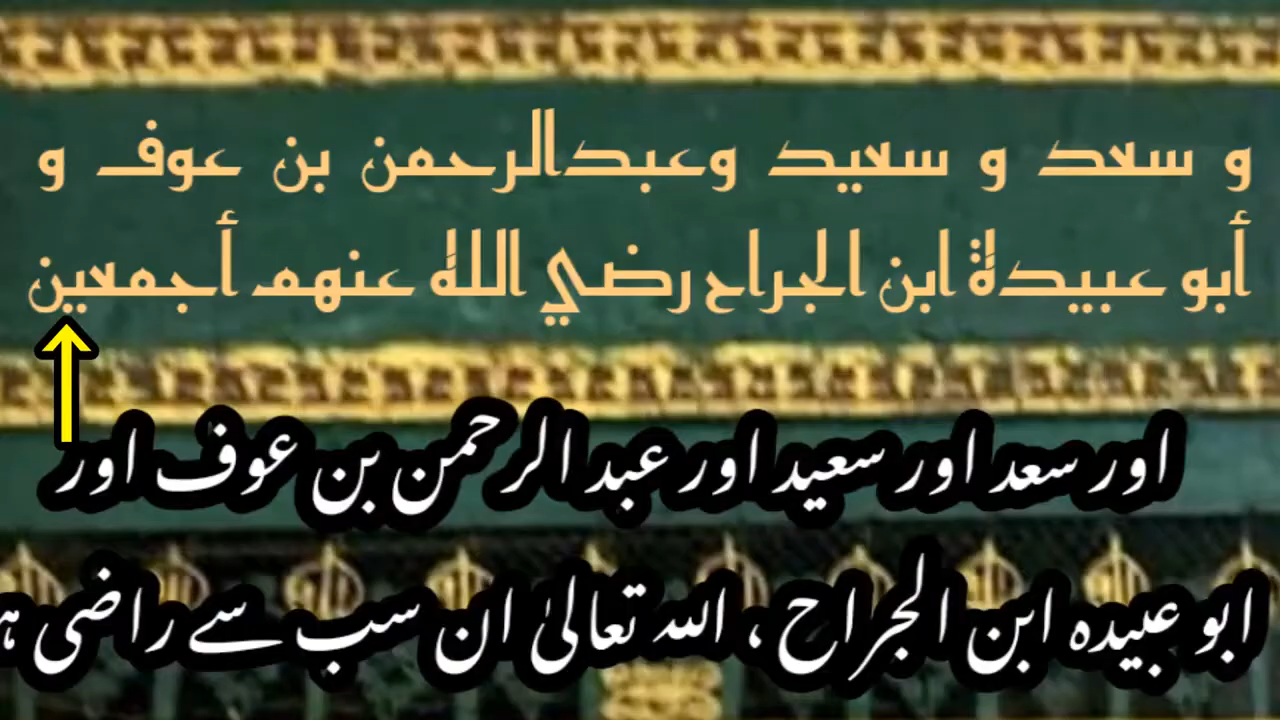 و سعد و سعيد وعبدالرحمن بن عوف و
أبو عبيدة ابن الجراح رضي الله عنهم أجمعين
اور سعد اور سعید اور عبد الرحمن بن عوف اور
ابو عبیدہ ابن الجراح ، اللہ تعالیٰ ان سب سے راضی